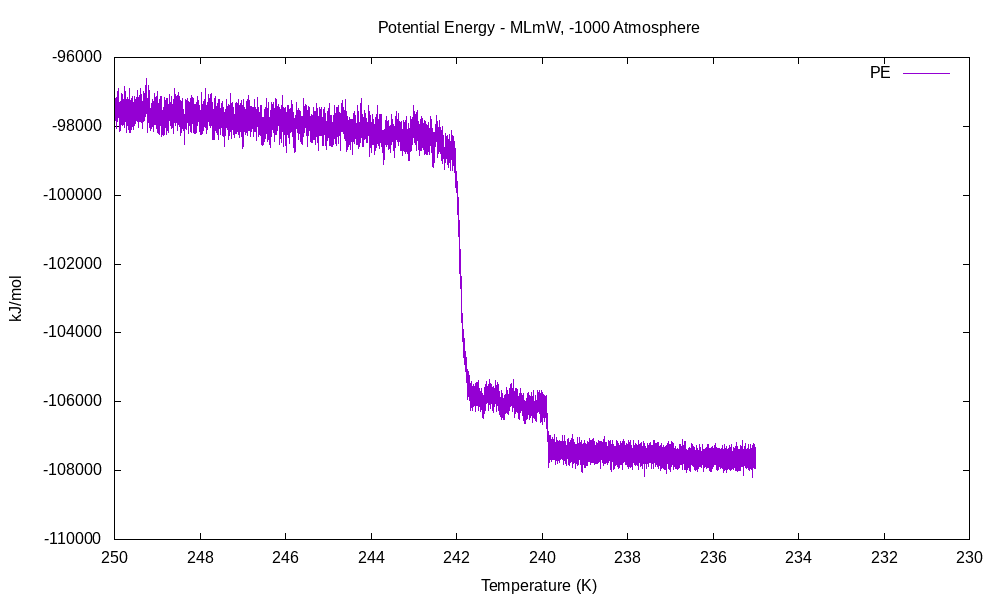 Potential Energy - MLmW, -1000 Atmosphere
PE
-96000
-98000
-100000
-102000
-104000
-106000
-108000
-110000
kJ/mol
250 248 246 244 242 240 238 236 234 232 230
Temperature (K)